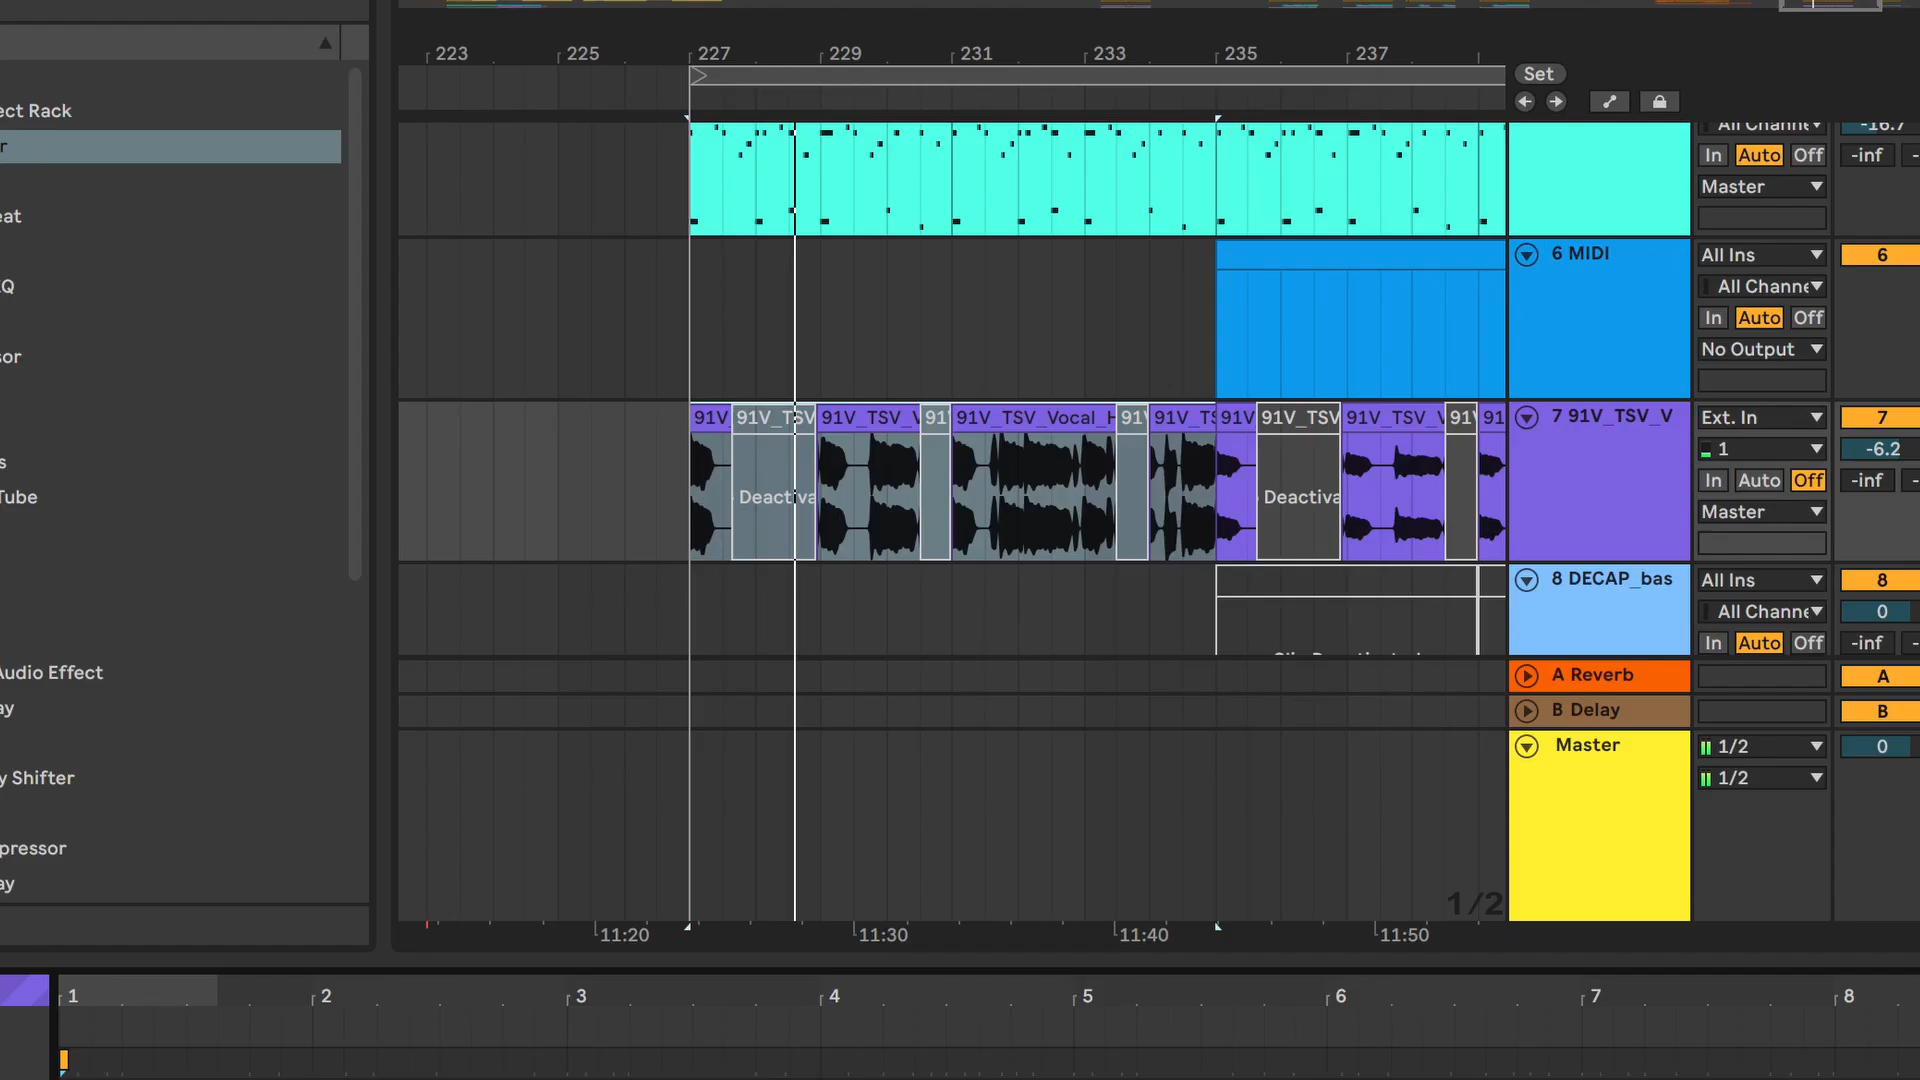 223 225 227 229 231 233 235 237
Set
ect Rack
r
eat
Q
sor
s
Tube
Audio Effect
ay
y Shifter
pressor
ay
All Channe -16.7
In Auto Off -inf -
Master
6 MIDI All Ins 6
All Channe
In Auto Off
No Output
91V 91V_TSV 91V_TSV_V 91V 91V_TSV_Vocal_H 91V 91V_TS 91V 91V_TSV 91V_TSV_V 91V 91 7 91V_TSV_V Ext. In 7
1 -6.2
In Auto Off -inf -
Deactiva Deactiva
Master
8 DECAP_bas All Ins 8
All Channe 0
In Auto Off -inf -
A Reverb A
B Delay B
Master 1/2 0
1/2
1/2
11:20 11:30 11:40 11:50
1 2 3 4 5 6 7 8